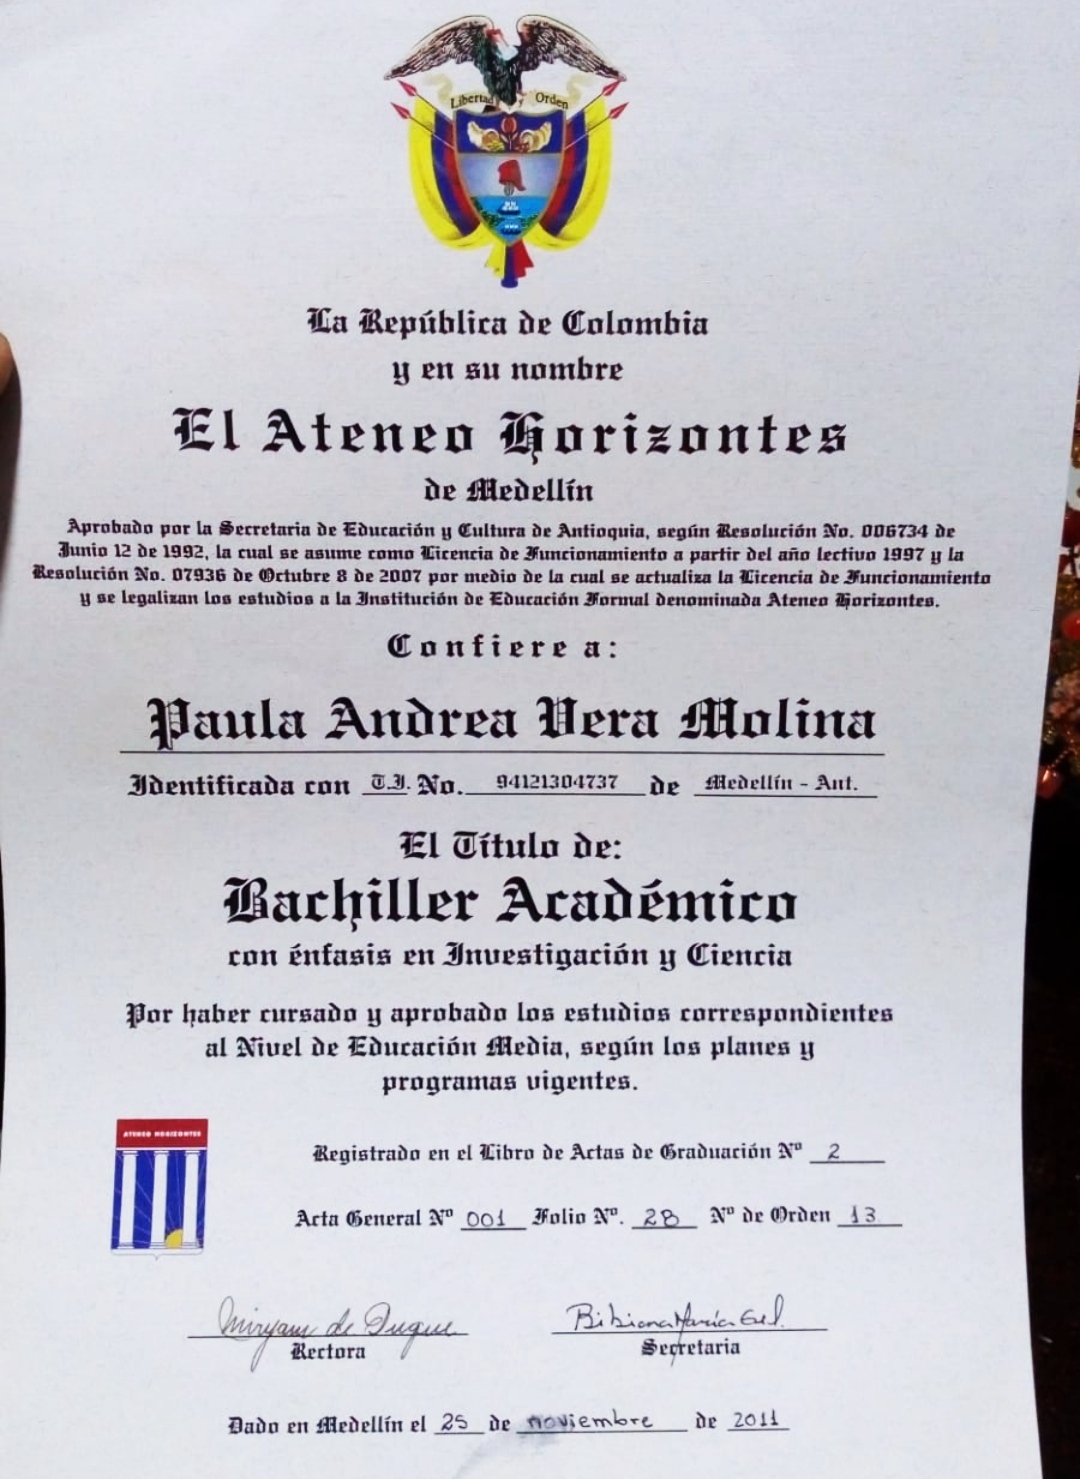 Libertad Orden
La República de Colombia
y en su nombre
El Ateneo Horizontes
de Medellín
Aprobado por la Secretaria de Educación y Cultura de Antioquia, según Resolución No. 006734 de
Junio 12 de 1992, la cual se asume como Licencia de Funcionamiento a partir del año lectivo 1997 y la
Resolución No. 07936 de Octubre 8 de 2007 por medio de la cual se actualiza la Licencia de Funcionamiento
y se legalizan los estudios a la Institución de Educación Formal denominada Ateneo Horizontes.
Confiere a:
Paula Andrea Vera Molina
Identificada con T.I. No. 94121304737 de Medellín - Ant.
El Título de:
Bachiller Académico
con énfasis en Investigación y Ciencia
Por haber cursado y aprobado los estudios correspondientes
al Nivel de Educación Media, según los planes y
programas vigentes.
ATENEO HORIZONTES
Registrado en el Libro de Actas de Graduación Nº 2
Acta General Nº 001 Folio Nº. 28 Nº de Orden 13
Miryam de Duque Bibiana María
Rectora Secretaria
Dado en Medellín el 25 de noviembre de 2011